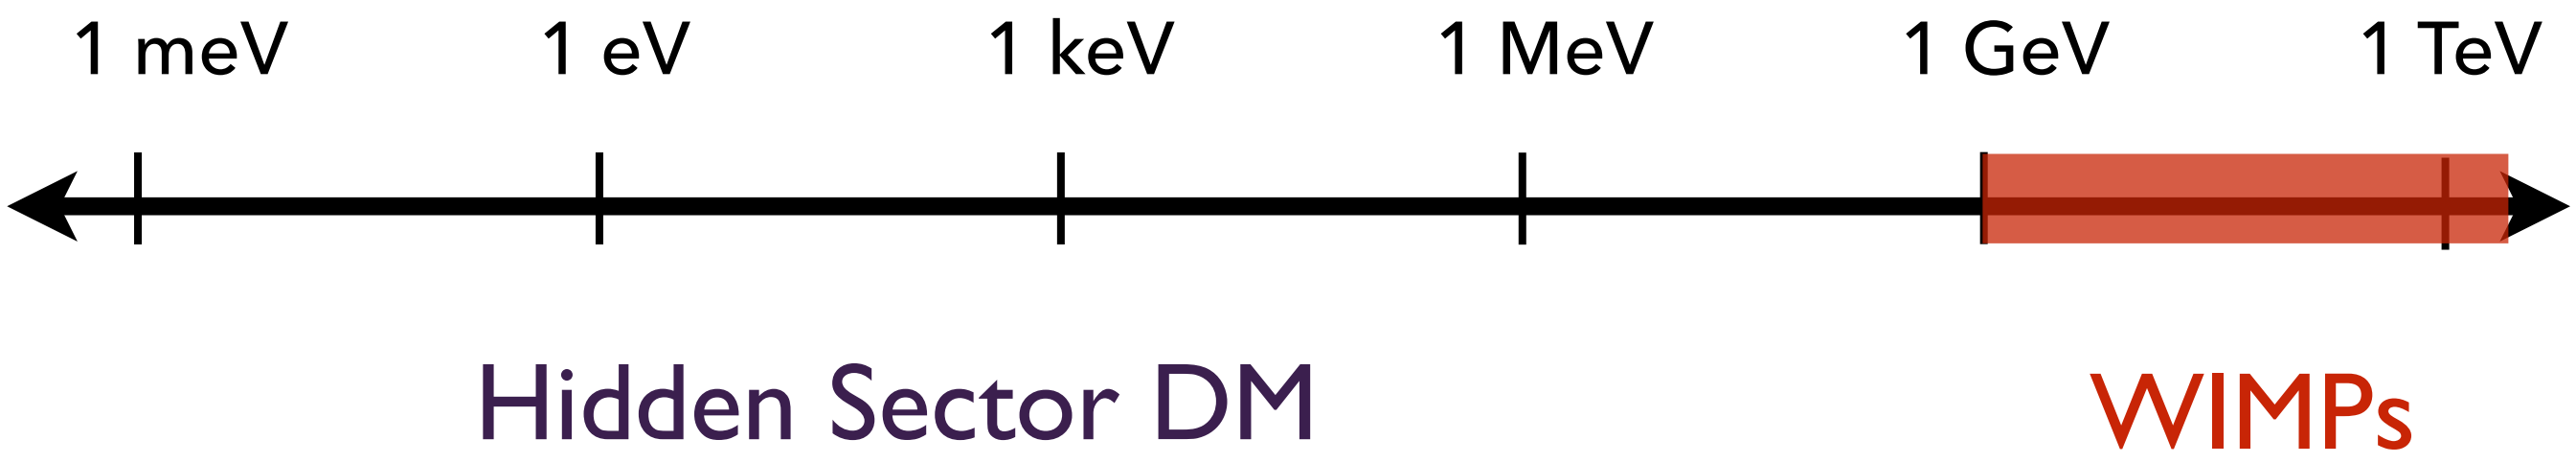 1 meV 1 eV 1 keV 1 MeV 1 GeV 1 TeV
Hidden Sector DM WIMPs